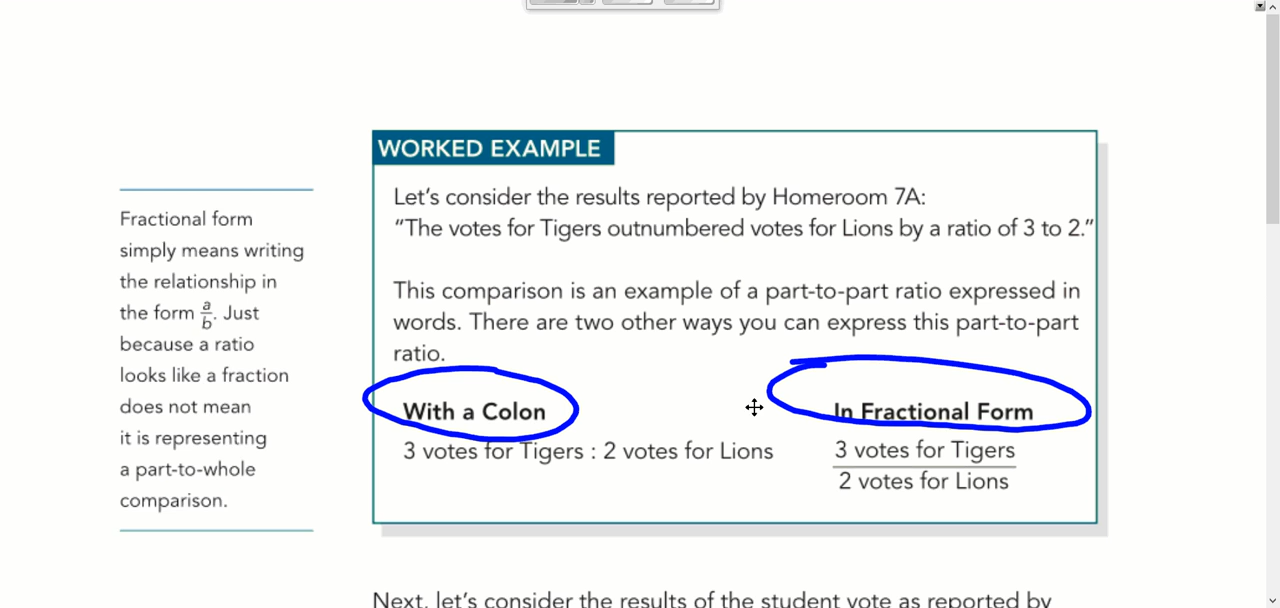 WORKED EXAMPLE
Let's consider the results reported by Homeroom 7A:
“The votes for Tigers outnumbered votes for Lions by a ratio of 3 to 2.”
This comparison is an example of a part-to-part ratio expressed in
words. There are two other ways you can express this part-to-part
ratio.
With a Colon
3 votes for Tigers : 2 votes for Lions
In Fractional Form
3 votes for Tigers
2 votes for Lions
Fractional form
simply means writing
the relationship in
the form a/b. Just
because a ratio
looks like a fraction
does not mean
it is representing
a part-to-whole
comparison.
Next, let's consider the results of the student vote as reported by